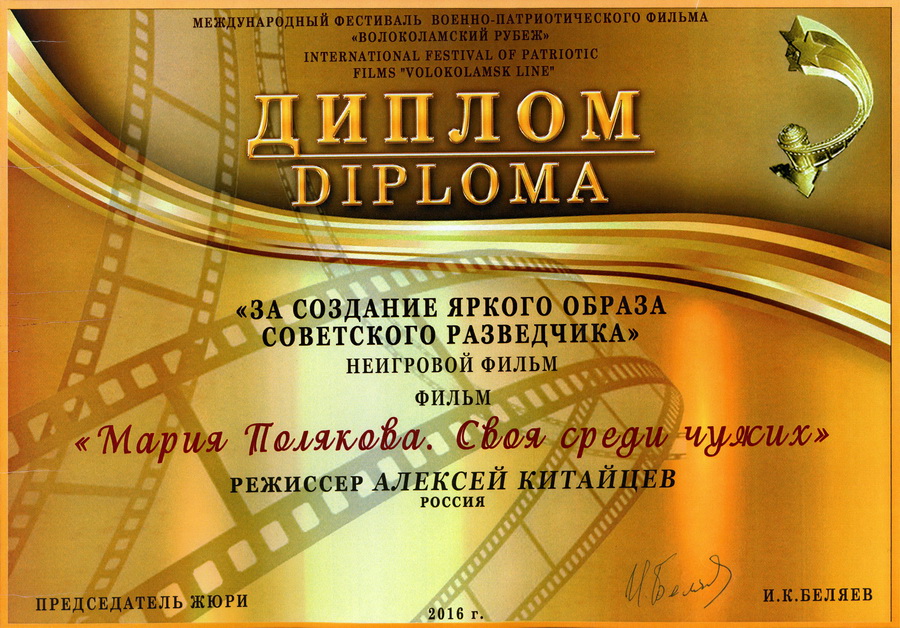 МЕЖДУНАРОДНЫЙ ФЕСТИВАЛЬ ВОЕННО-ПАТРИОТИЧЕСКОГО ФИЛЬМА
«ВОЛОКОЛАМСКИЙ РУБЕЖ»
INTERNATIONAL FESTIVAL OF PATRIOTIC
FILMS "VOLOKOLAMSK LINE"
ДИПЛОМ
DIPLOMA
«ЗА СОЗДАНИЕ ЯРКОГО ОБРАЗА
СОВЕТСКОГО РАЗВЕДЧИКА»
НЕИГРОВОЙ ФИЛЬМ
ФИЛЬМ
«Мария Полякова. Своя среди чужих»
РЕЖИССЕР АЛЕКСЕЙ КИТАЙЦЕВ
РОССИЯ
ПРЕДСЕДАТЕЛЬ ЖЮРИ
И.К.БЕЛЯЕВ
2016 г.